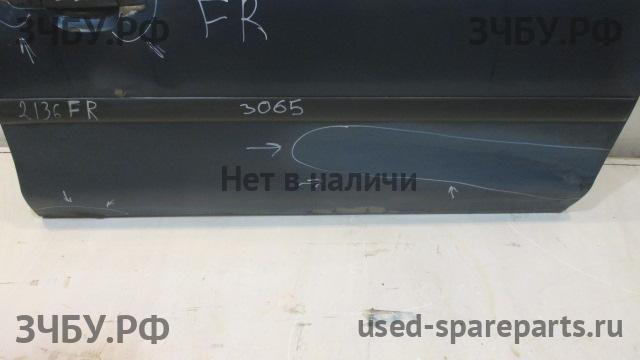 ЗЧБУ.РФ FR ЗЧБУ.РФ
2136 FR 3065
Нет в наличи
ЗЧБУ.РФ used-spareparts.ru